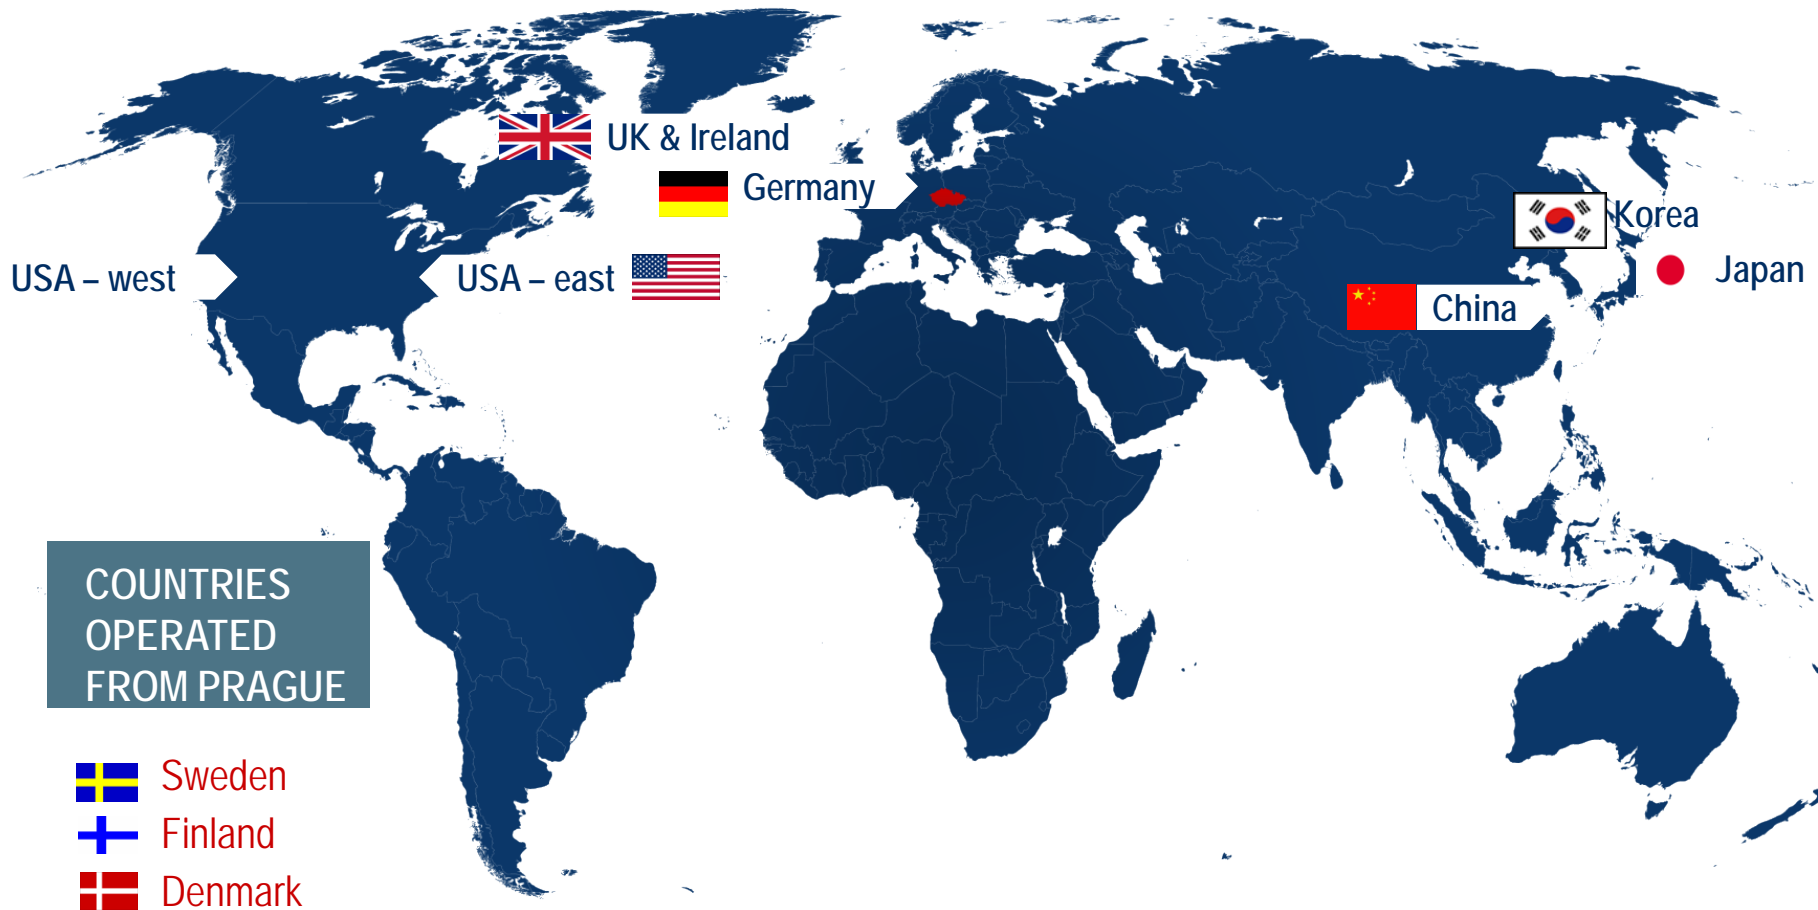 UK & Ireland
Germany
Korea
USA – west
USA – east
Japan
China
COUNTRIES
OPERATED
FROM PRAGUE
Sweden
Finland
Denmark